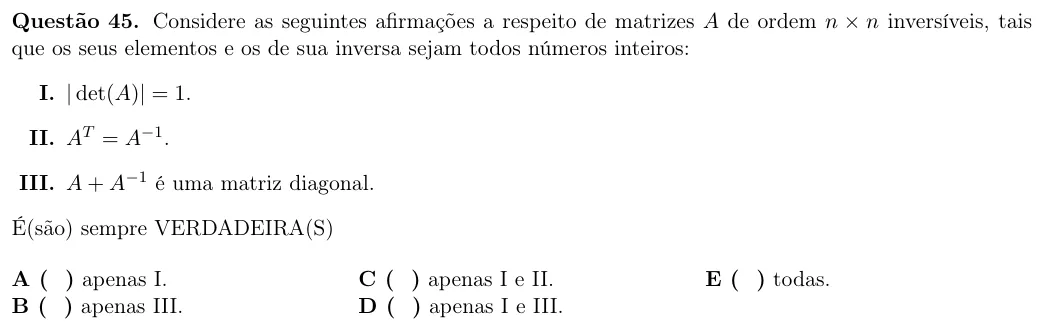 Questão 45. Considere as seguintes afirmações a respeito de matrizes A de ordem n × n inversíveis, tais
que os seus elementos e os de sua inversa sejam todos números inteiros:
I. | det(A)| = 1.
II. A^T = A^{-1}.
III. A + A^{-1} é uma matriz diagonal.
É(são) sempre VERDADEIRA(S)
A ( ) apenas I. C ( ) apenas I e II. E ( ) todas.
B ( ) apenas III. D ( ) apenas I e III.